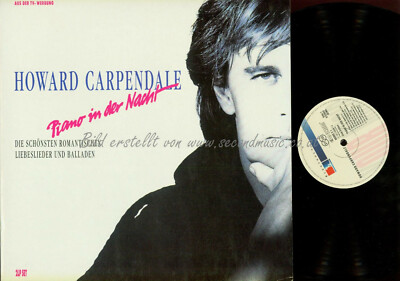 AUS DER TV-WERBUNG
HOWARD CARPENDALE
Piano in der Nacht
DIE SCHÖNSTEN ROMANTISCHEN
LIEBESLIEDER UND BALLADEN
Bild erstellt von www.secondmusic.co
2LP SET